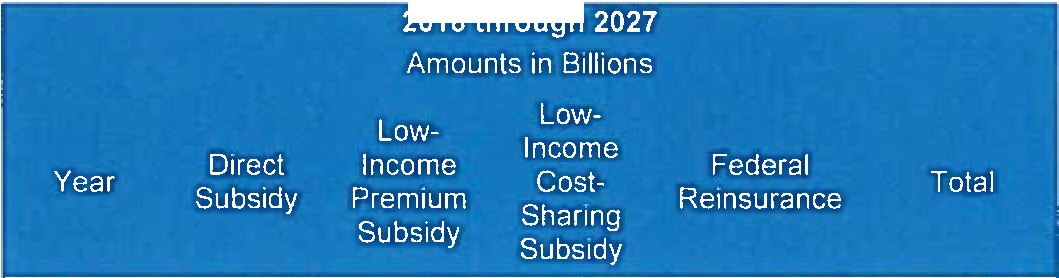 through 2027
Amounts in Billions
Year
Direct
Subsidy
Low-
Income
Premium
Subsidy
Low-
Income
Cost-
Sharing
Subsidy
Federal
Reinsurance
Total